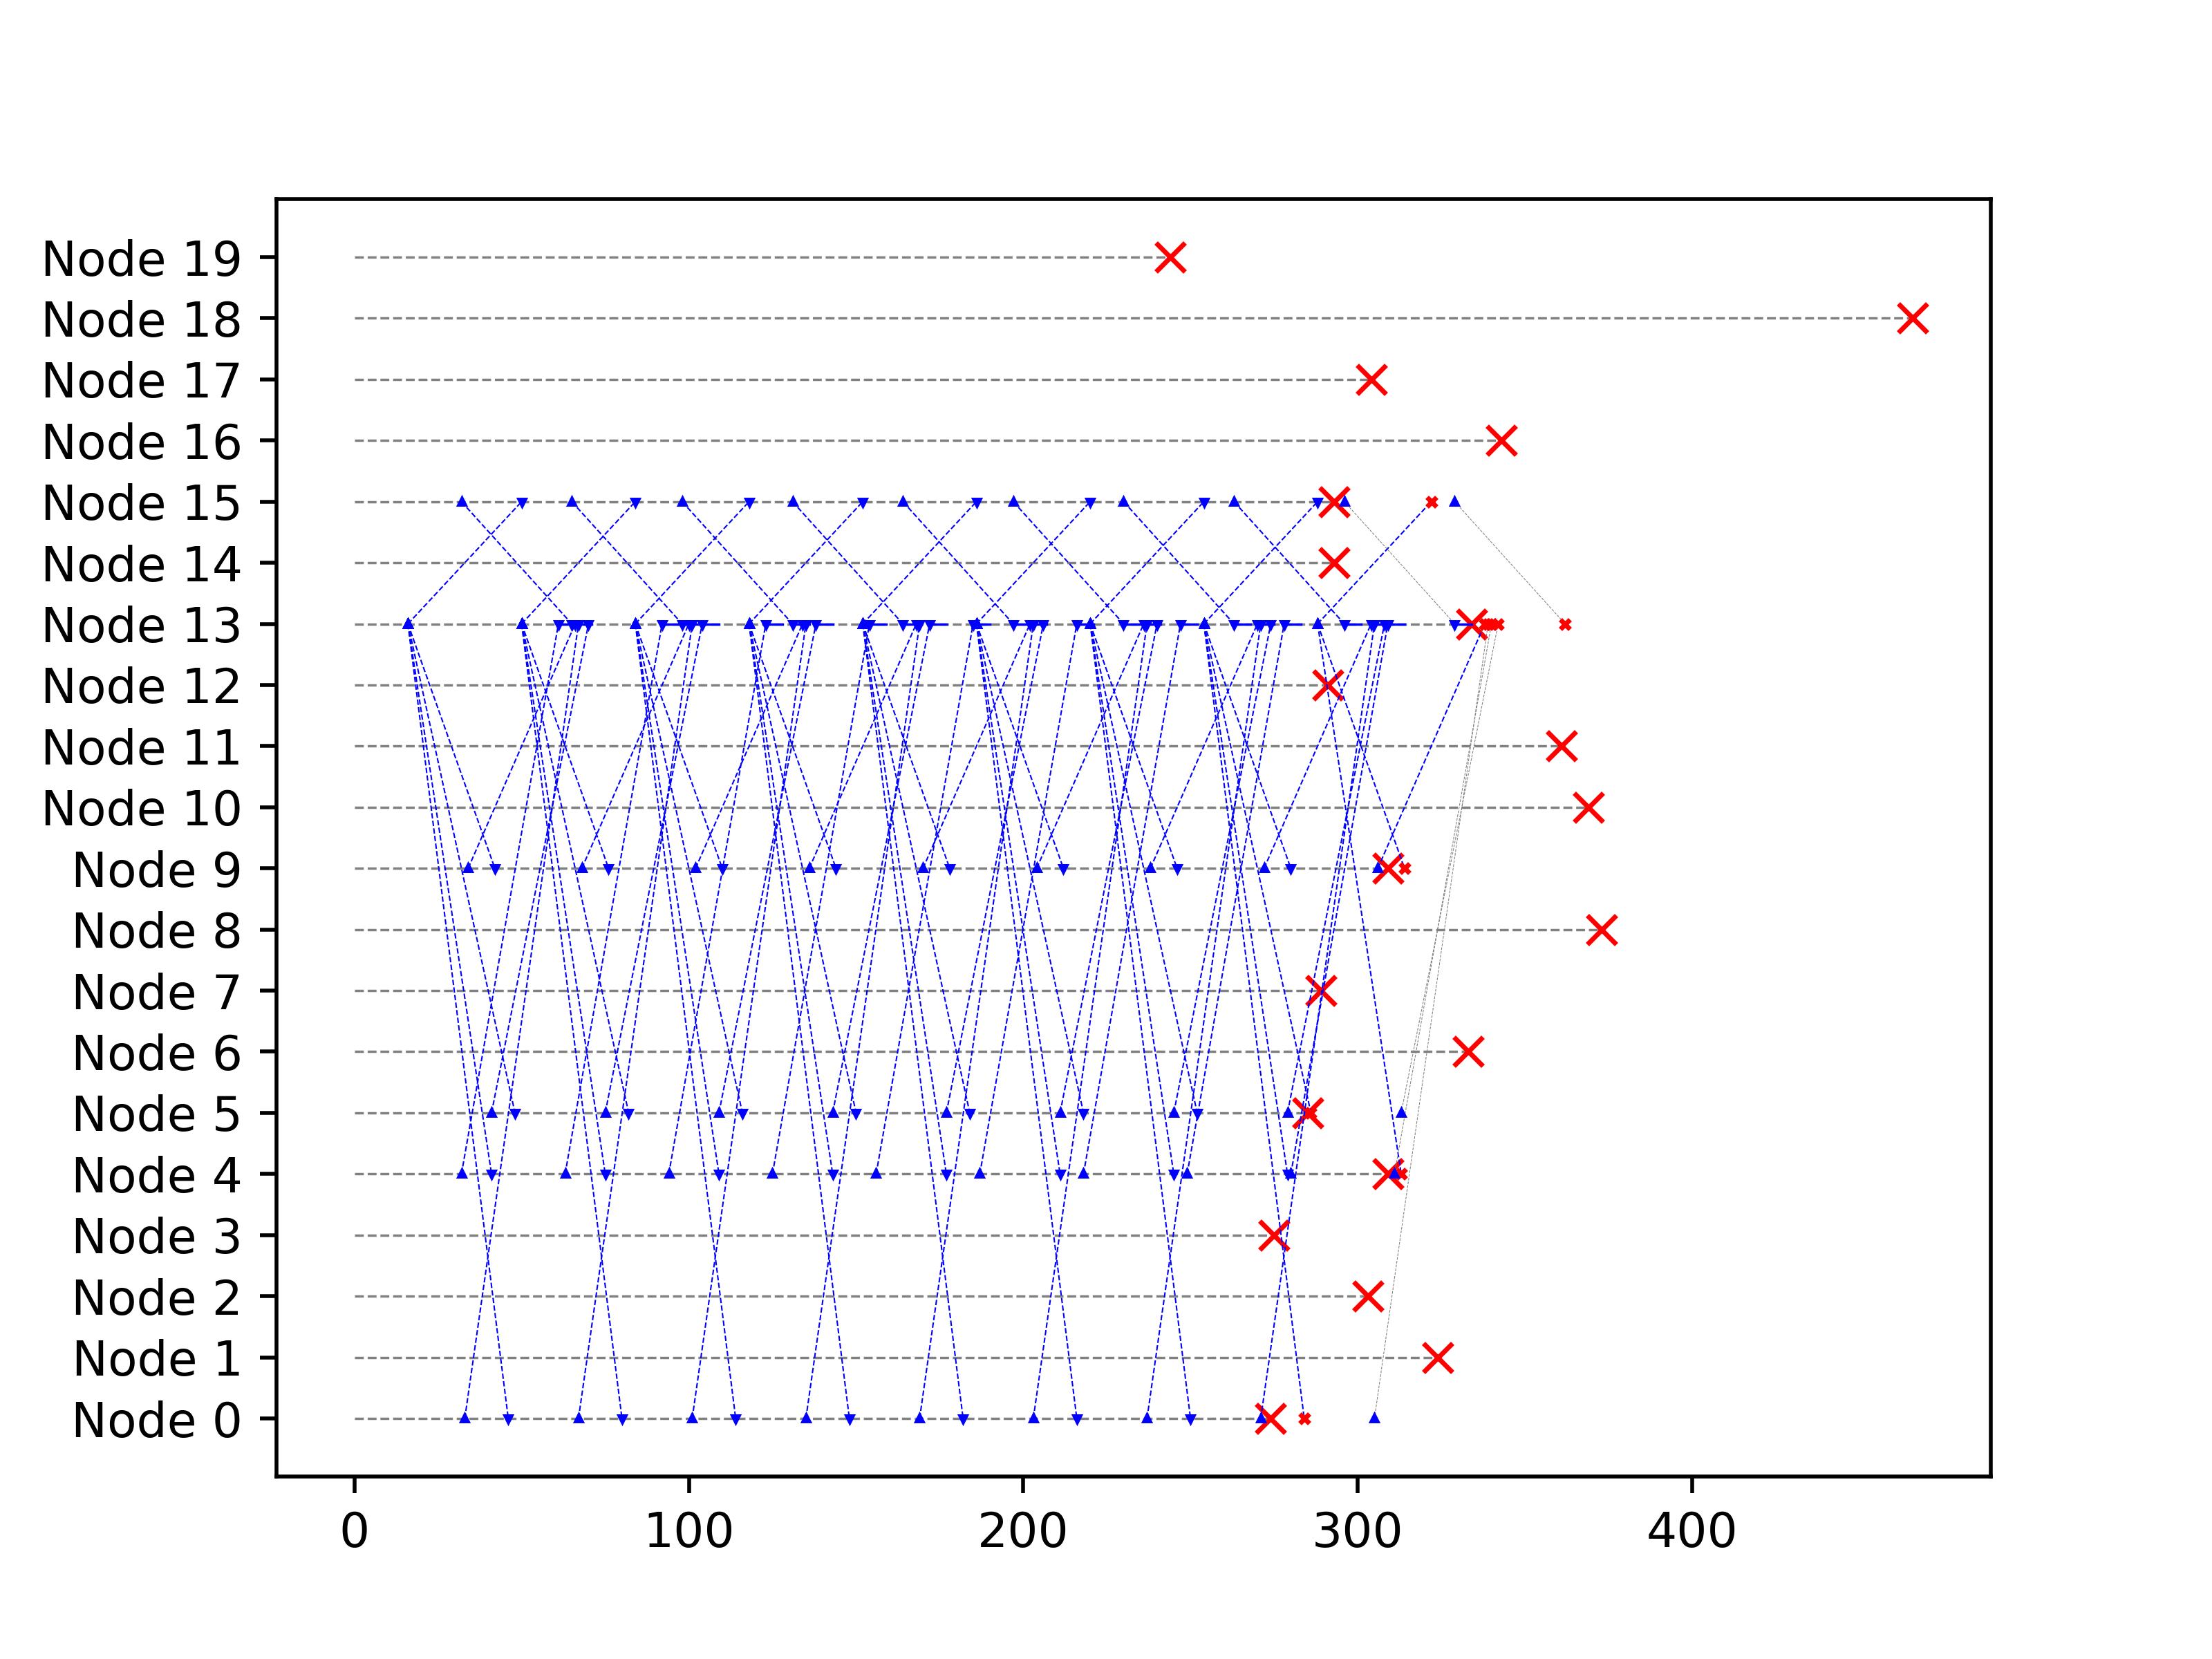 Node 19
Node 18
Node 17
Node 16
Node 15
Node 14
Node 13
Node 12
Node 11
Node 10
Node 9
Node 8
Node 7
Node 6
Node 5
Node 4
Node 3
Node 2
Node 1
Node 0
0 100 200 300 400